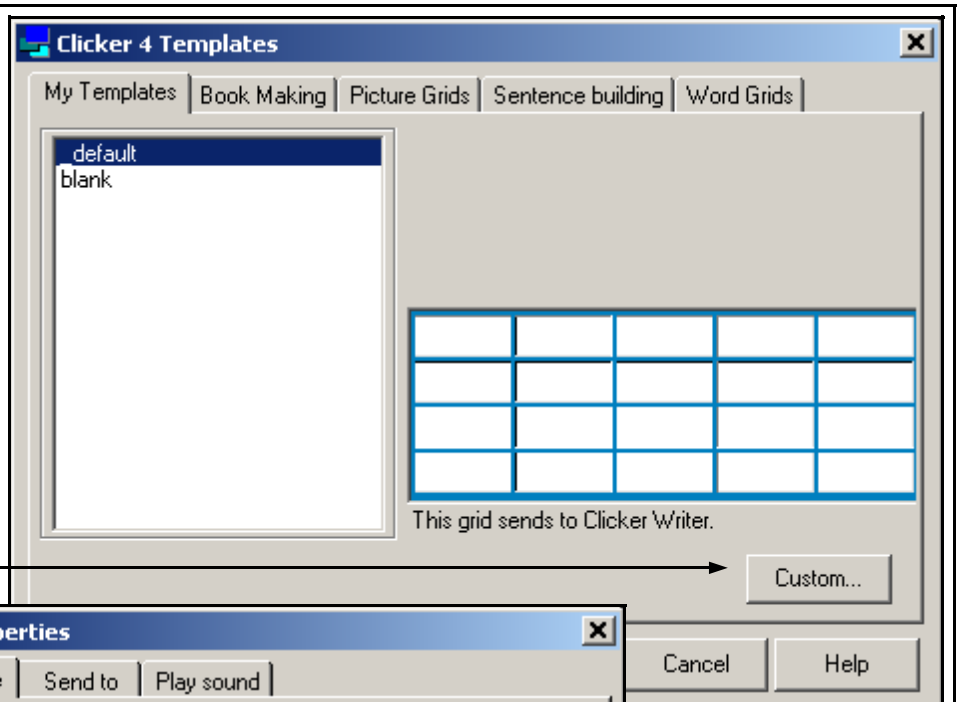 Clicker 4 Templates
My Templates Book Making Picture Grids Sentence building Word Grids
_default
blank
This grid sends to Clicker Writer.
Custom...
Cancel Help
Send to Play sound